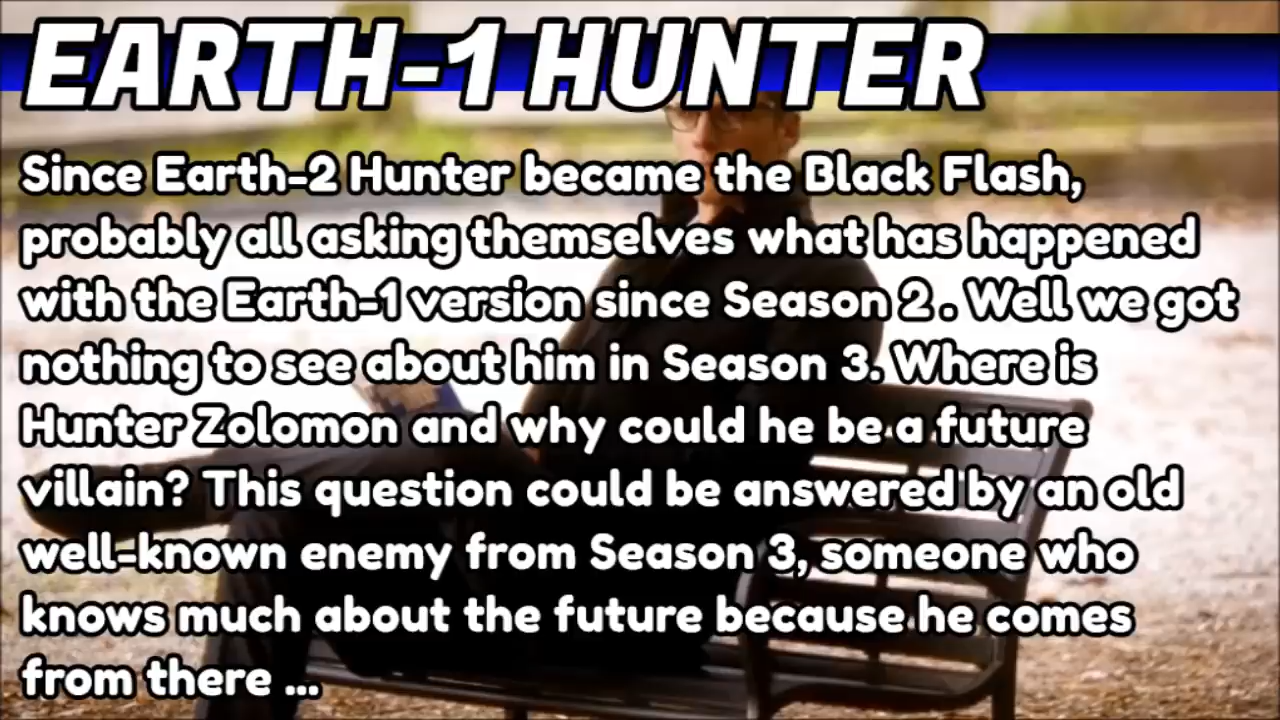 EARTH-1 HUNTER
Since Earth-2 Hunter became the Black Flash,
probably all asking themselves what has happened
with the Earth-1 version since Season 2 . Well we got
nothing to see about him in Season 3. Where is
Hunter Zolomon and why could he be a future
villain? This question could be answered by an old
well-known enemy from Season 3, someone who
knows much about the future because he comes
from there ...